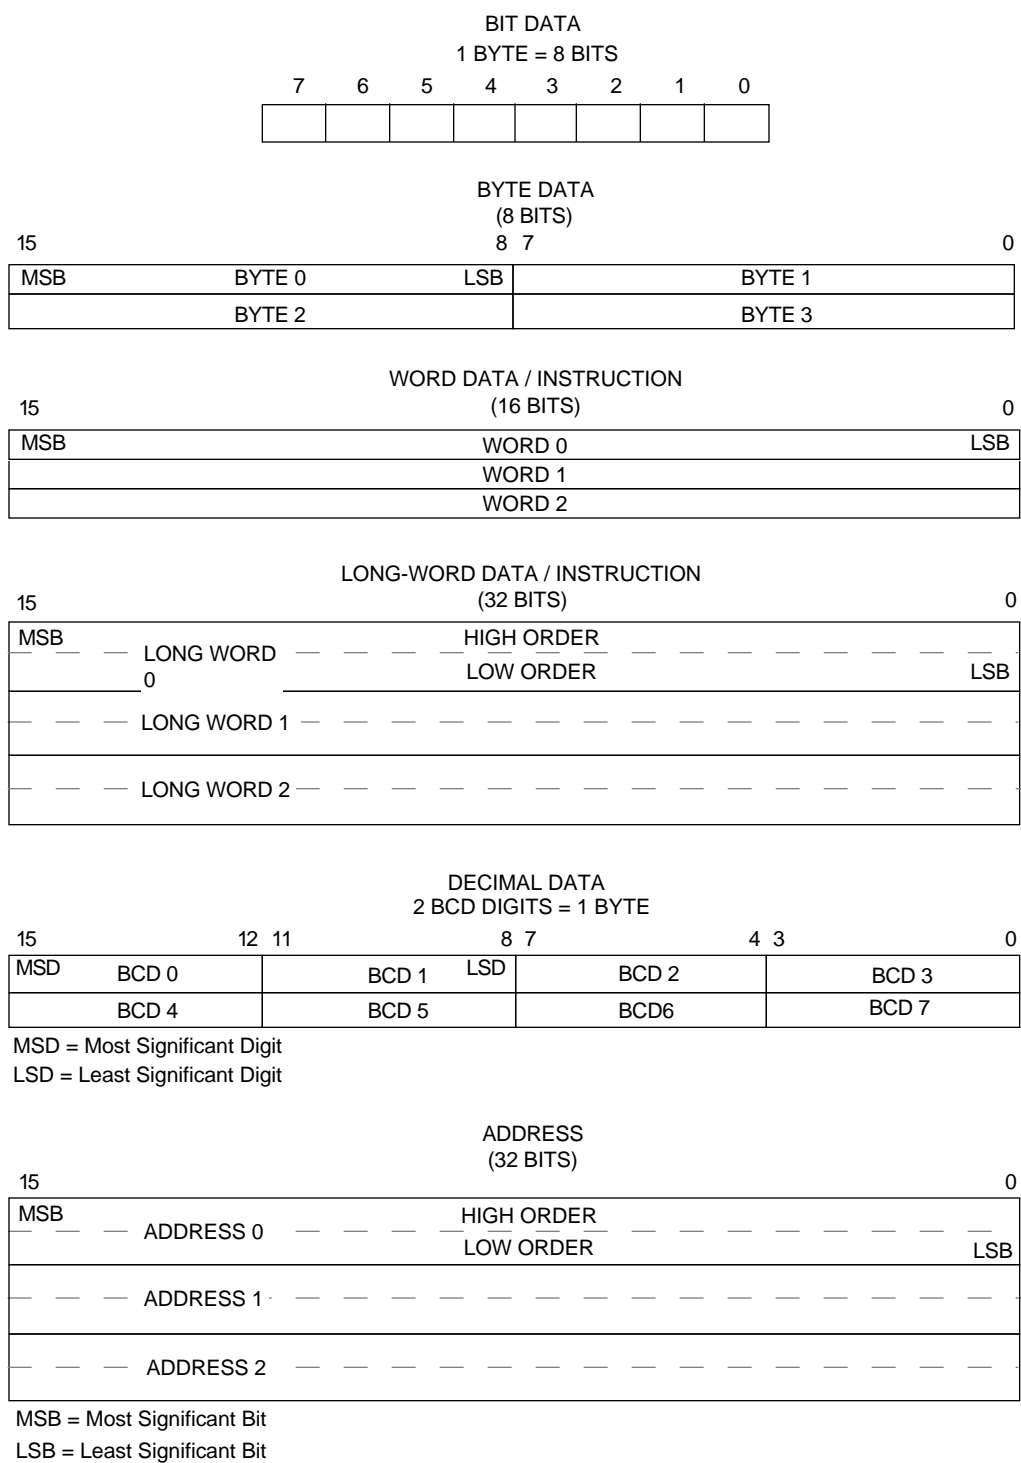 BIT DATA
1 BYTE = 8 BITS
7 6 5 4 3 2 1 0
BYTE DATA
(8 BITS)
15 8 7 0
MSB BYTE 0 LSB BYTE 1
BYTE 2 BYTE 3
WORD DATA / INSTRUCTION
(16 BITS)
15 0
MSB WORD 0 LSB
WORD 1
WORD 2
LONG-WORD DATA / INSTRUCTION
(32 BITS)
15 0
MSB HIGH ORDER
LONG WORD
0 LOW ORDER LSB
LONG WORD 1
LONG WORD 2
DECIMAL DATA
2 BCD DIGITS = 1 BYTE
15 12 11 8 7 4 3 0
MSD BCD 0 BCD 1 LSD BCD 2 BCD 3
BCD 4 BCD 5 BCD6 BCD 7
MSD = Most Significant Digit
LSD = Least Significant Digit
ADDRESS
(32 BITS)
15 0
MSB HIGH ORDER
ADDRESS 0
LOW ORDER LSB
ADDRESS 1
ADDRESS 2
MSB = Most Significant Bit
LSB = Least Significant Bit